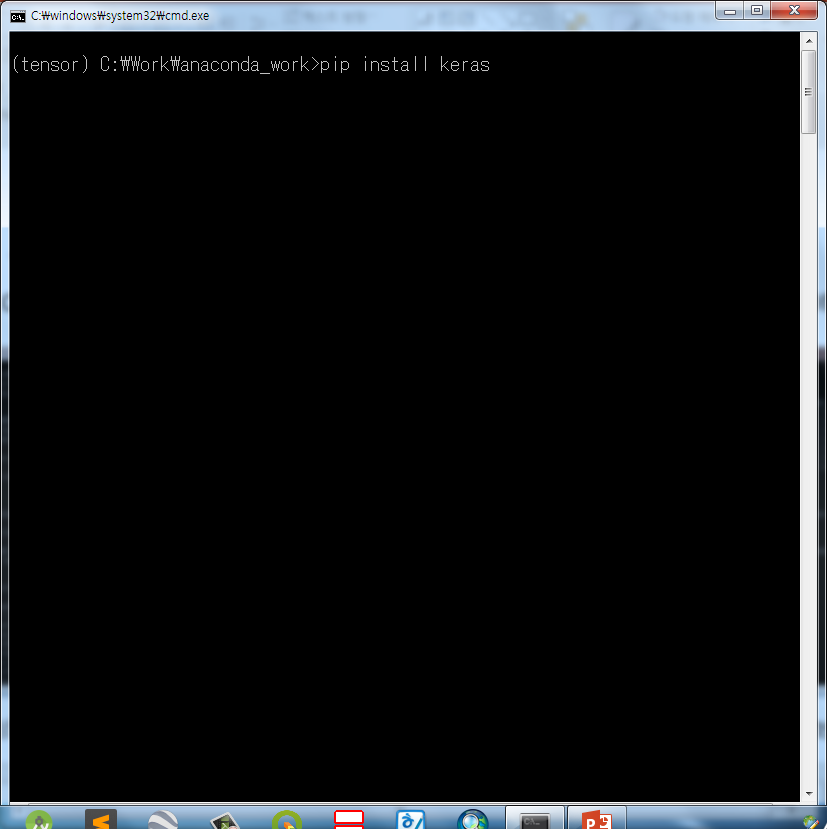 C:₩windows₩system32₩cmd.exe
(tensor) C:₩Work₩anaconda_work>pip install keras